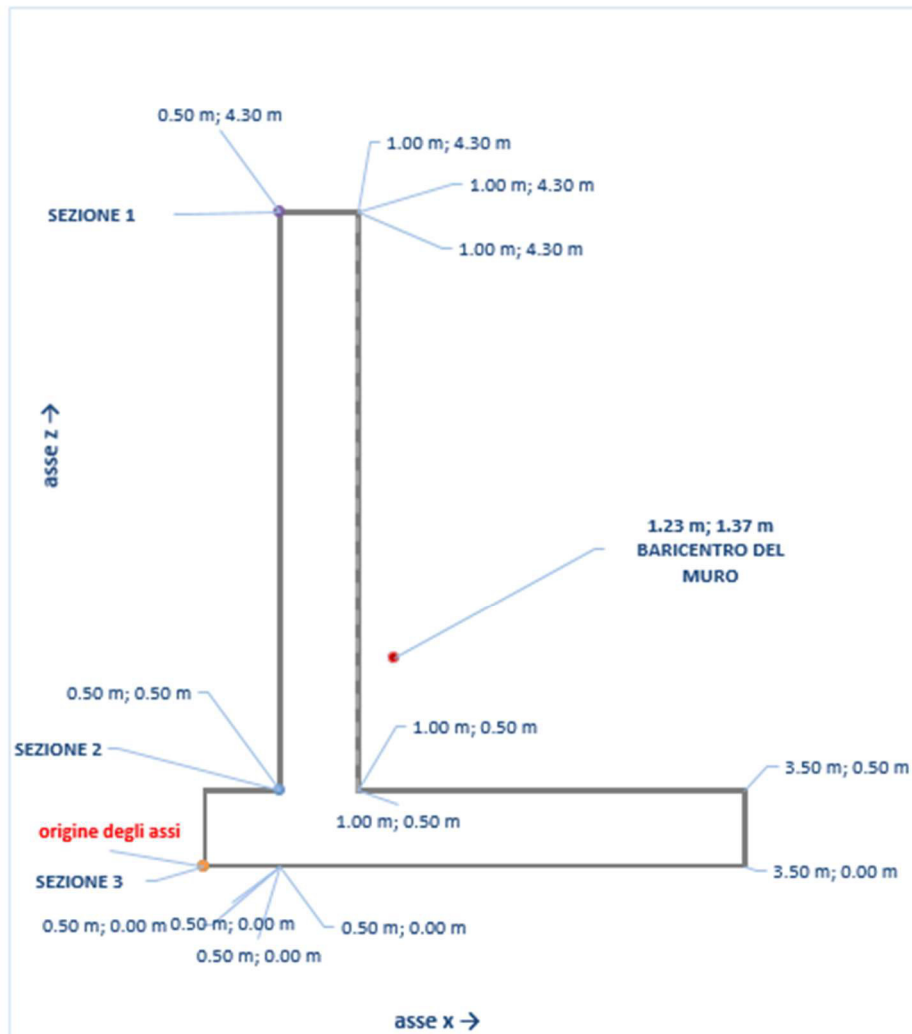 0.50 m; 4.30 m
1.00 m; 4.30 m
1.00 m; 4.30 m
SEZIONE 1
1.00 m; 4.30 m
asse z →
1.23 m; 1.37 m
BARICENTRO DEL
MURO
0.50 m; 0.50 m
1.00 m; 0.50 m
SEZIONE 2
3.50 m; 0.50 m
1.00 m; 0.50 m
origine degli assi
3.50 m; 0.00 m
SEZIONE 3
0.50 m; 0.00 m
0.50 m; 0.00 m
0.50 m; 0.00 m
0.50 m; 0.00 m
asse x →